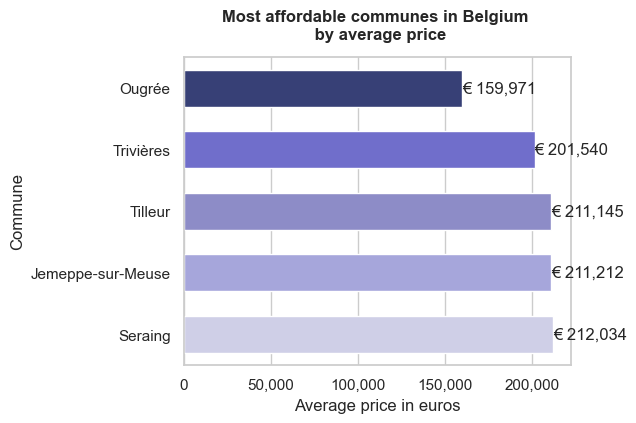 Most affordable communes in Belgium
by average price
Commune
Ougrée
€ 159,971
Trivières
€ 201,540
Tilleur
€ 211,145
Jemeppe-sur-Meuse
€ 211,212
Seraing
€ 212,034
0
50,000
100,000
150,000
200,000
Average price in euros